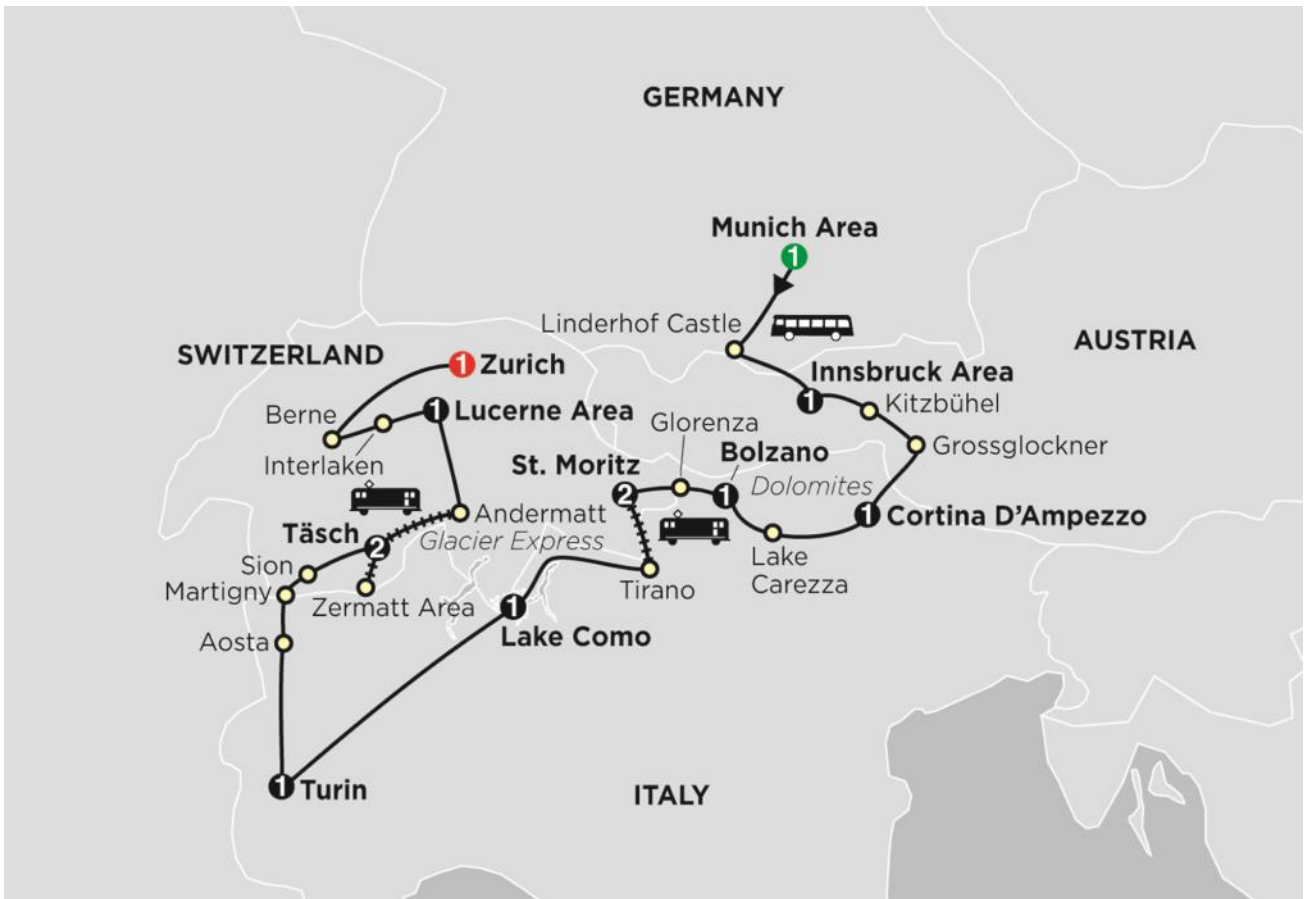 GERMANY
Munich Area
1
Linderhof Castle
AUSTRIA
SWITZERLAND
1 Zurich
Innsbruck Area
1
Kitzbühel
Berne
1 Lucerne Area
Glorenza
Grossglockner
Interlaken
St. Moritz
2
Bolzano
1
Dolomites
1 Cortina D’Ampezzo
Andermatt
Glacier Express
Täsch
2
Lake
Carezza
Sion
Tirano
Martigny
Zermatt Area
1
Lake Como
Aosta
1 Turin
ITALY